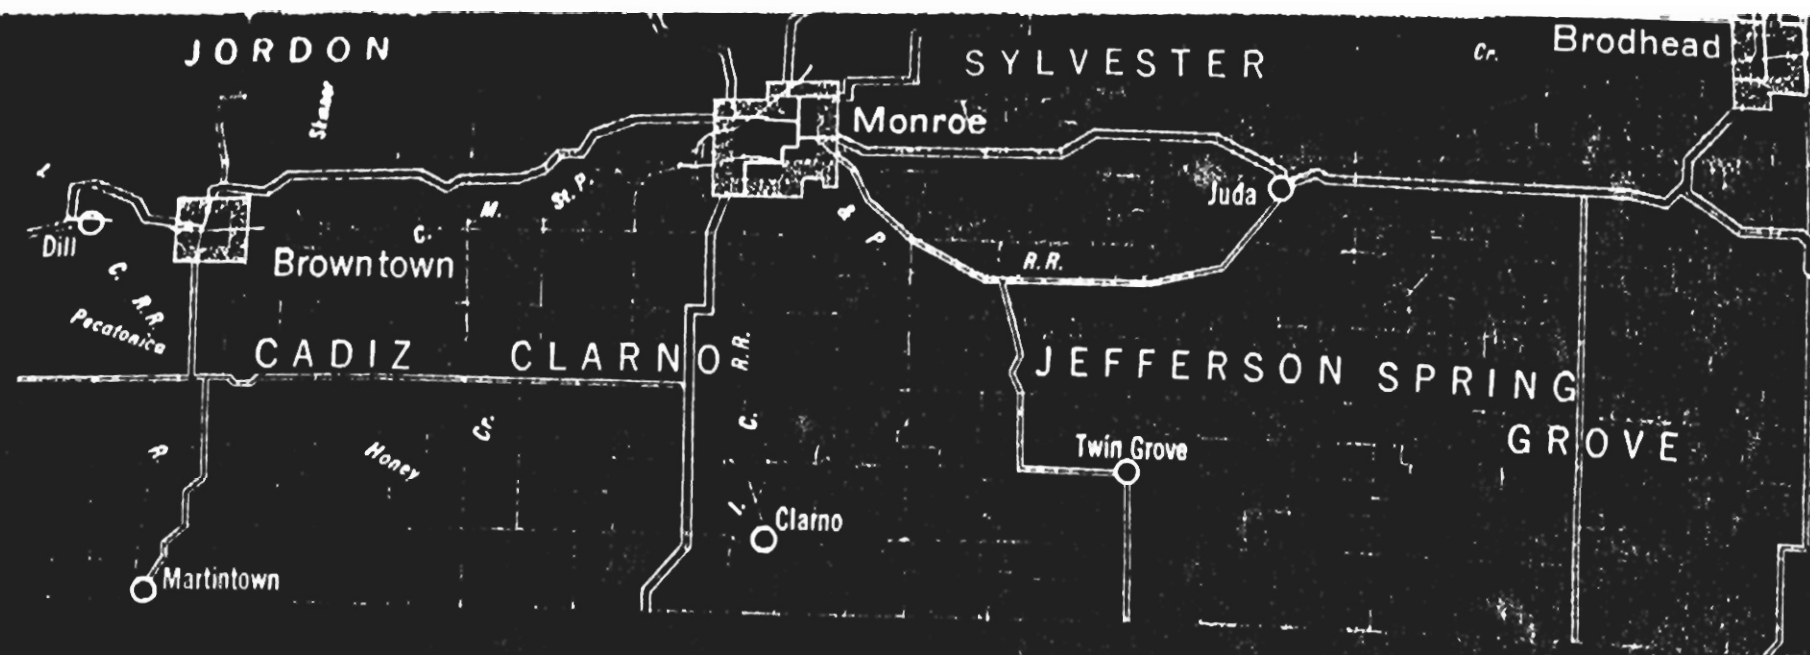 JORDON
SYLVESTER
Cr.
Brodhead
Monroe
Juda
St. P.
M.
C.
&
P
R.R.
Dill
Browntown
C.
R.R.
Pecatonica
CADIZ
CLARNO
R.R.
JEFFERSON
SPRING
GROVE
C.
Cr.
Honey
R.
Twin Grove
I.
Clarno
Martintown